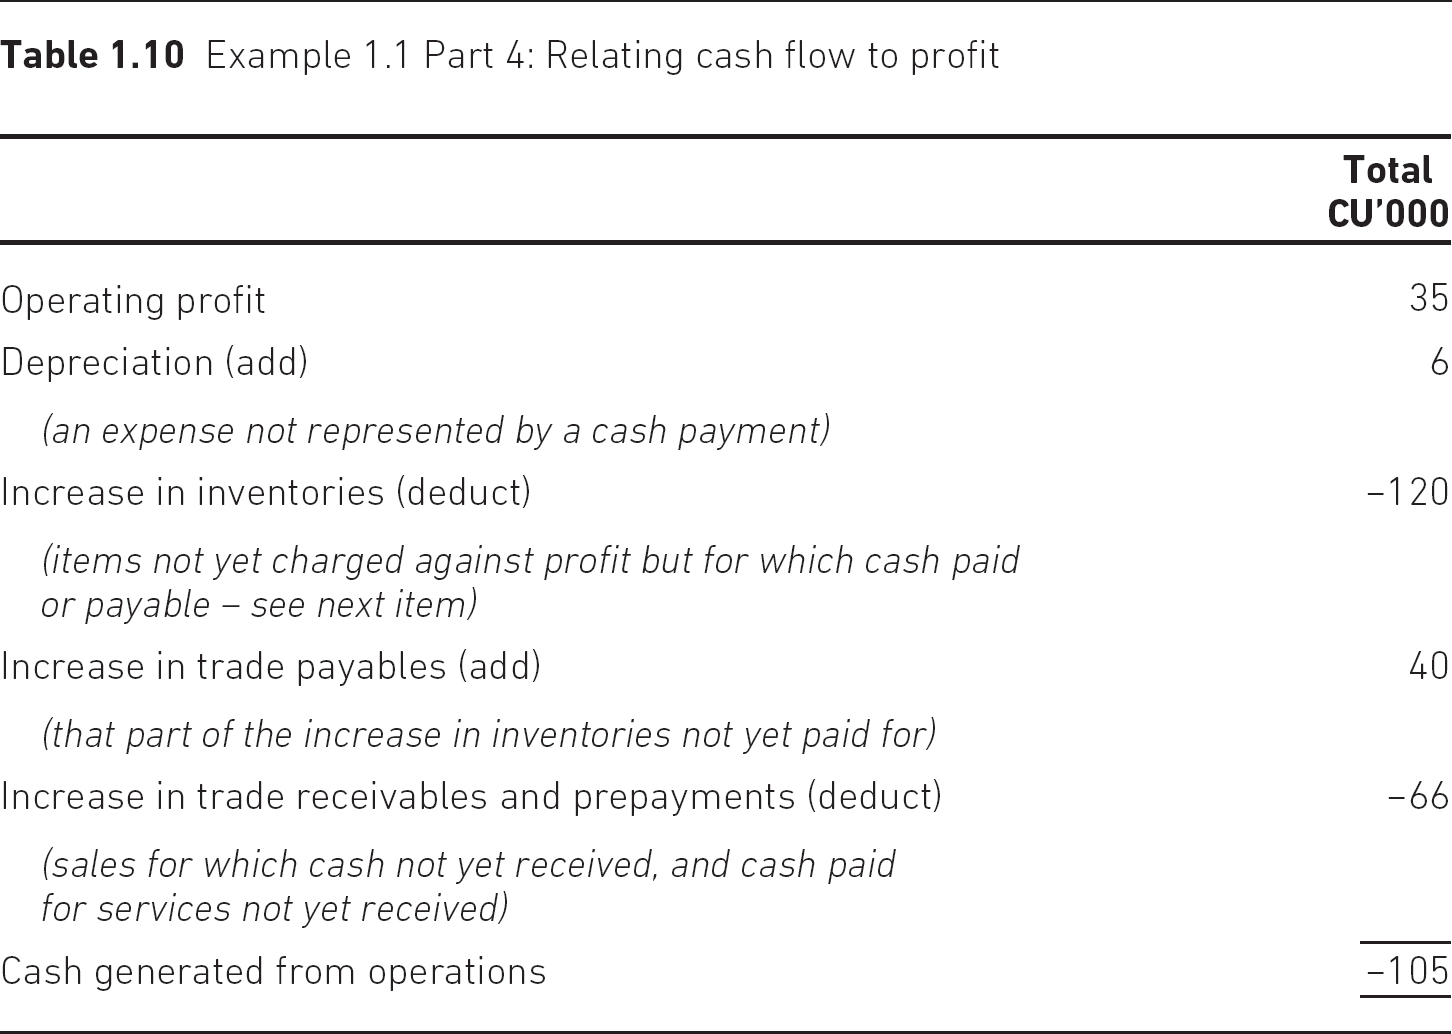 Table 1.10 Example 1.1 Part 4: Relating cash flow to profit
Total
CU’000
Operating profit 35
Depreciation (add) 6
(an expense not represented by a cash payment)
Increase in inventories (deduct) –120
(items not yet charged against profit but for which cash paid
or payable – see next item)
Increase in trade payables (add) 40
(that part of the increase in inventories not yet paid for)
Increase in trade receivables and prepayments (deduct) –66
(sales for which cash not yet received, and cash paid
for services not yet received)
Cash generated from operations –105